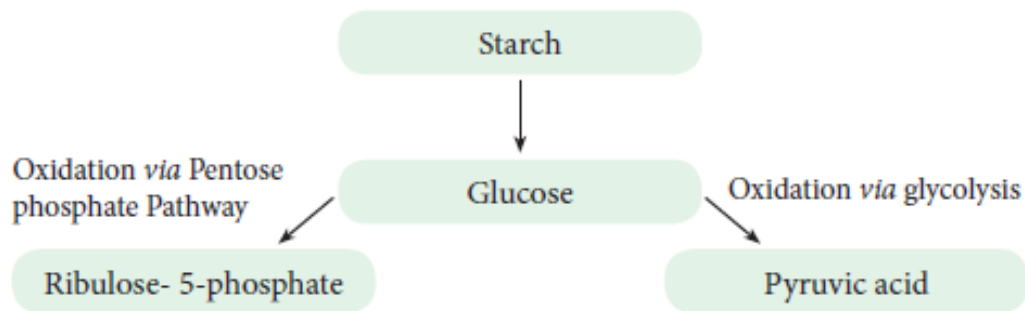 Starch
Oxidation via Pentose
phosphate Pathway
Glucose
Oxidation via glycolysis
Ribulose- 5-phosphate
Pyruvic acid